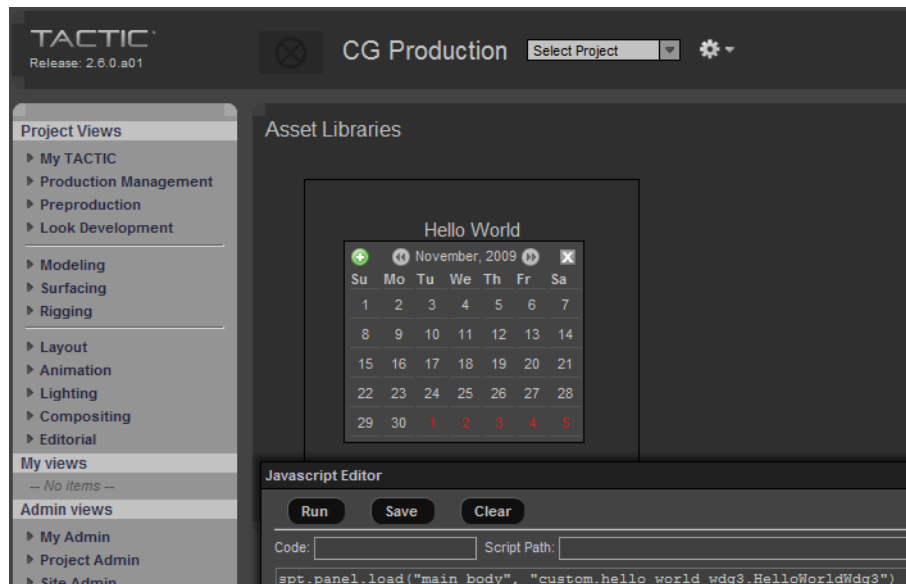 TACTIC
Release: 2.6.0.a01
CG Production
Select Project
Project Views
My TACTIC
Production Management
Preproduction
Look Development
Modeling
Surfacing
Rigging
Layout
Animation
Lighting
Compositing
Editorial
My views
-- No items --
Admin views
My Admin
Project Admin
Site Admin
Asset Libraries
Hello World
November, 2009
Su Mo Tu We Th Fr Sa
1 2 3 4 5 6 7
8 9 10 11 12 13 14
15 16 17 18 19 20 21
22 23 24 25 26 27 28
29 30 1 2 3 4 5
Javascript Editor
Run Save Clear
Code: Script Path:
spt.panel.load("main_body", "custom.hello_world_wdg3.HelloWorldWdg3")